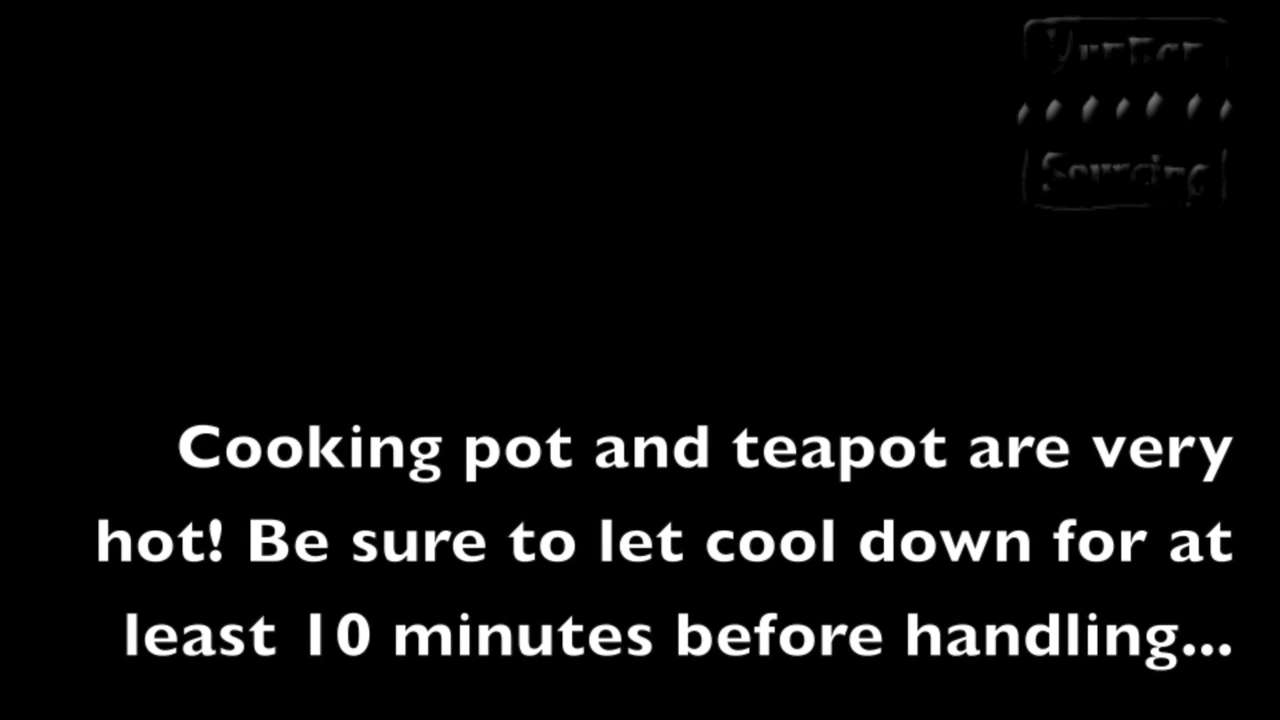 Sourcing
Cooking pot and teapot are very
hot! Be sure to let cool down for at
least 10 minutes before handling...